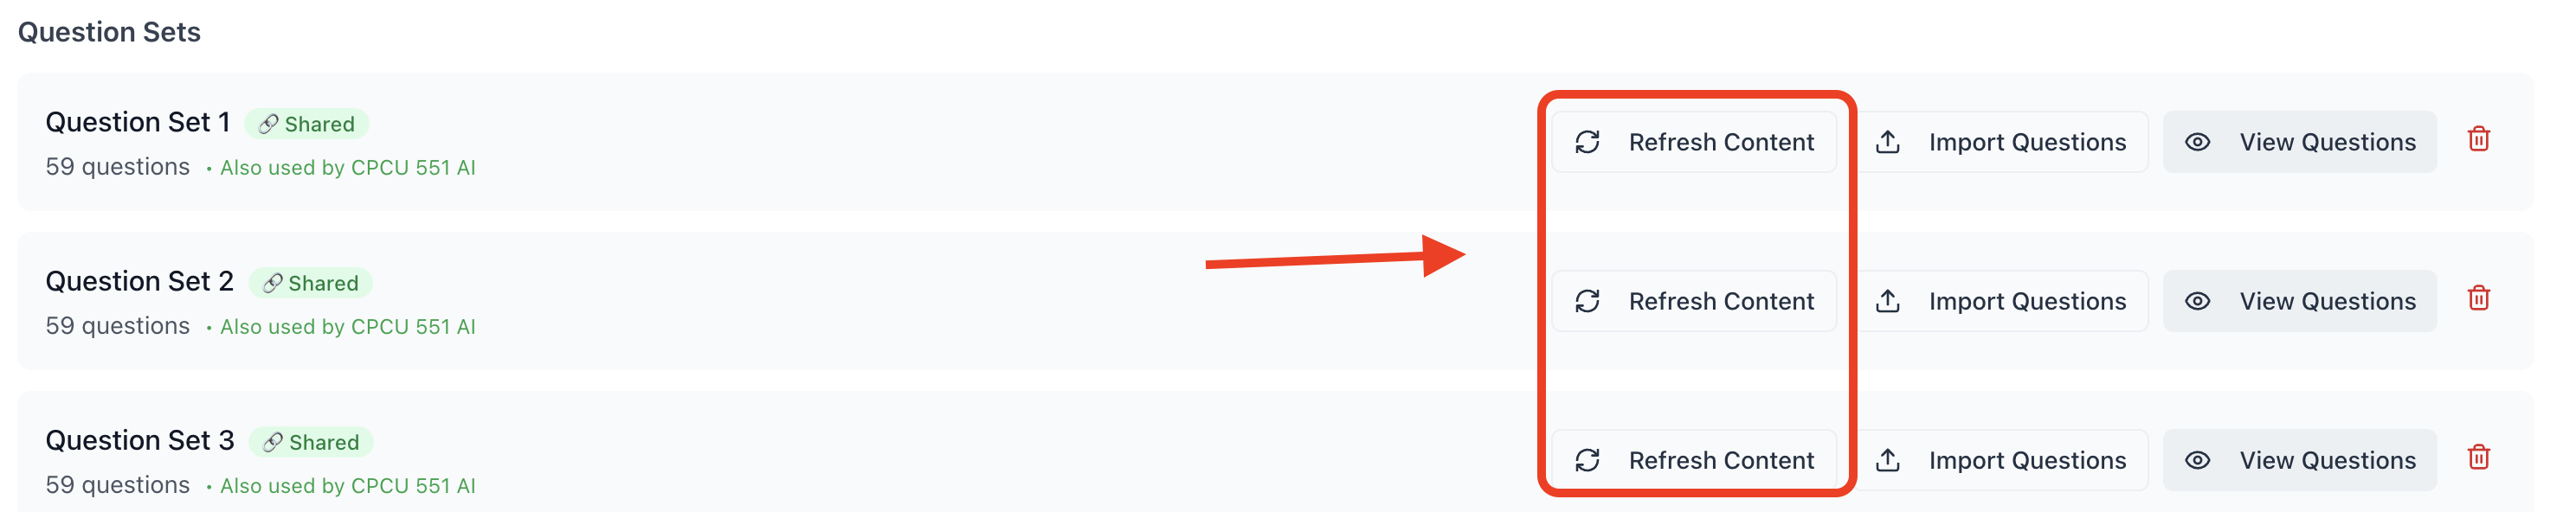 Question Sets
Question Set 1 Shared
59 questions • Also used by CPCU 551 AI
Refresh Content Import Questions View Questions
Question Set 2 Shared
59 questions • Also used by CPCU 551 AI
Refresh Content Import Questions View Questions
Question Set 3 Shared
59 questions • Also used by CPCU 551 AI
Refresh Content Import Questions View Questions